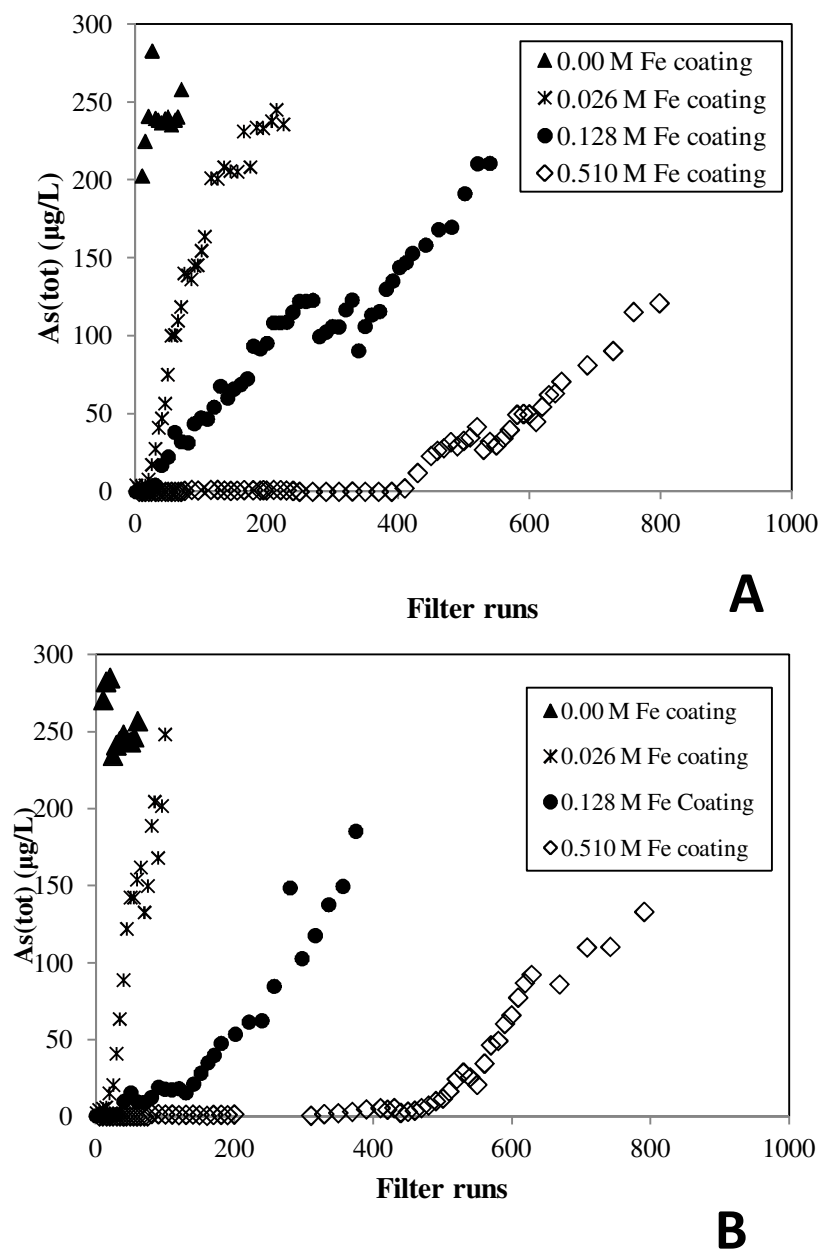 300
250
200
150
100
50
0
As(tot) (µg/L)
0.00 M Fe coating
0.026 M Fe coating
0.128 M Fe coating
0.510 M Fe coating
0 200 400 600 800 1000
Filter runs
A
300
250
200
150
100
50
0
As(tot) (µg/L)
0.00 M Fe coating
0.026 M Fe coating
0.128 M Fe Coating
0.510 M Fe coating
0 200 400 600 800 1000
Filter runs
B